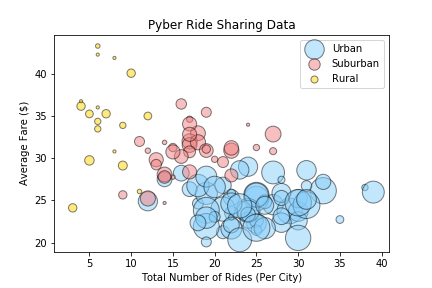 Pyber Ride Sharing Data
Urban
Suburban
Rural
Average Fare ($)
40
35
30
25
20
5
10
15
20
25
30
35
40
Total Number of Rides (Per City)